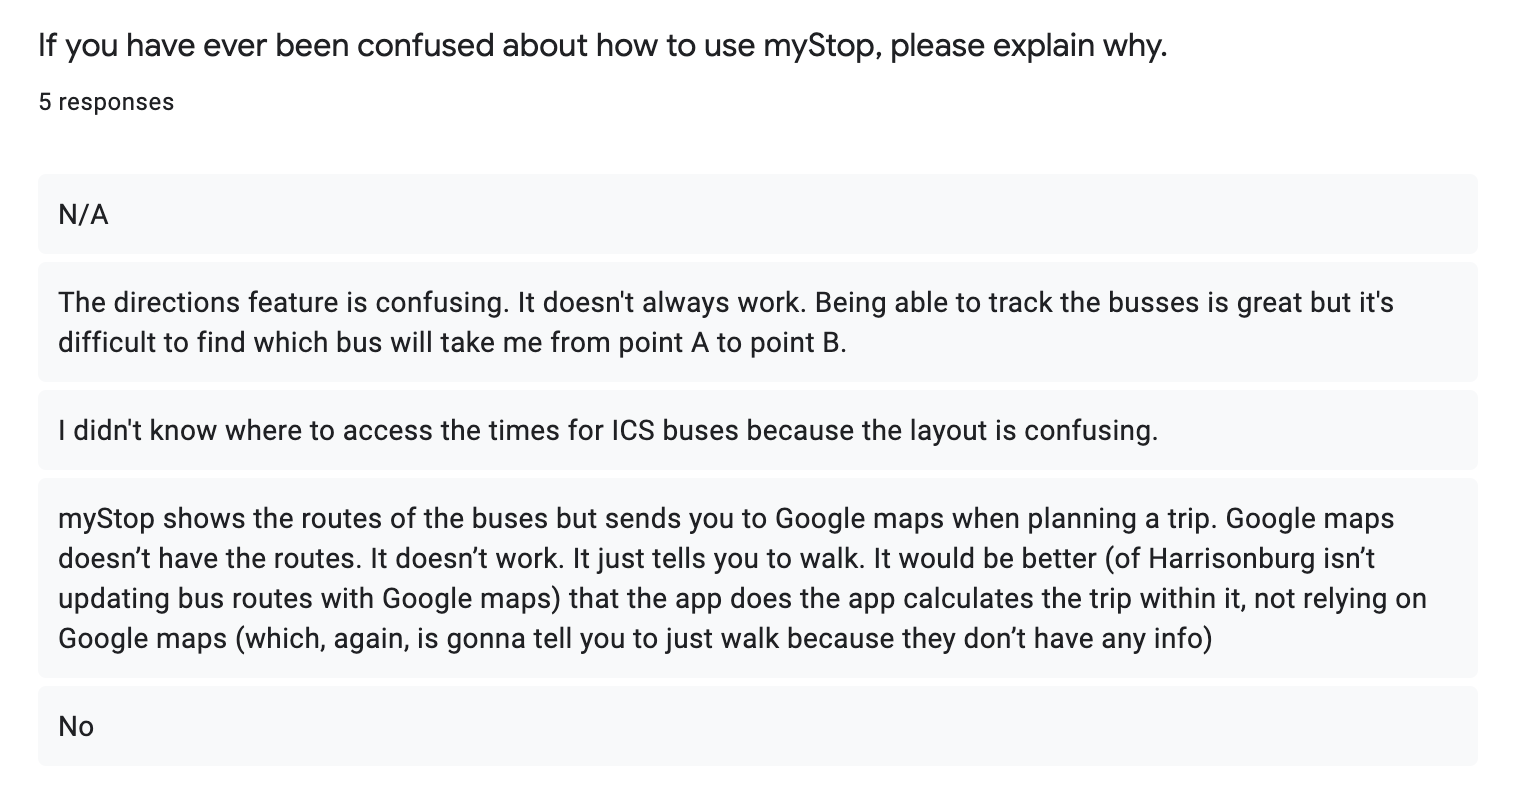 If you have ever been confused about how to use myStop, please explain why.
5 responses
N/A
The directions feature is confusing. It doesn't always work. Being able to track the busses is great but it's
difficult to find which bus will take me from point A to point B.
I didn't know where to access the times for ICS buses because the layout is confusing.
myStop shows the routes of the buses but sends you to Google maps when planning a trip. Google maps
doesn’t have the routes. It doesn’t work. It just tells you to walk. It would be better (of Harrisonburg isn’t
updating bus routes with Google maps) that the app does the app calculates the trip within it, not relying on
Google maps (which, again, is gonna tell you to just walk because they don’t have any info)
No